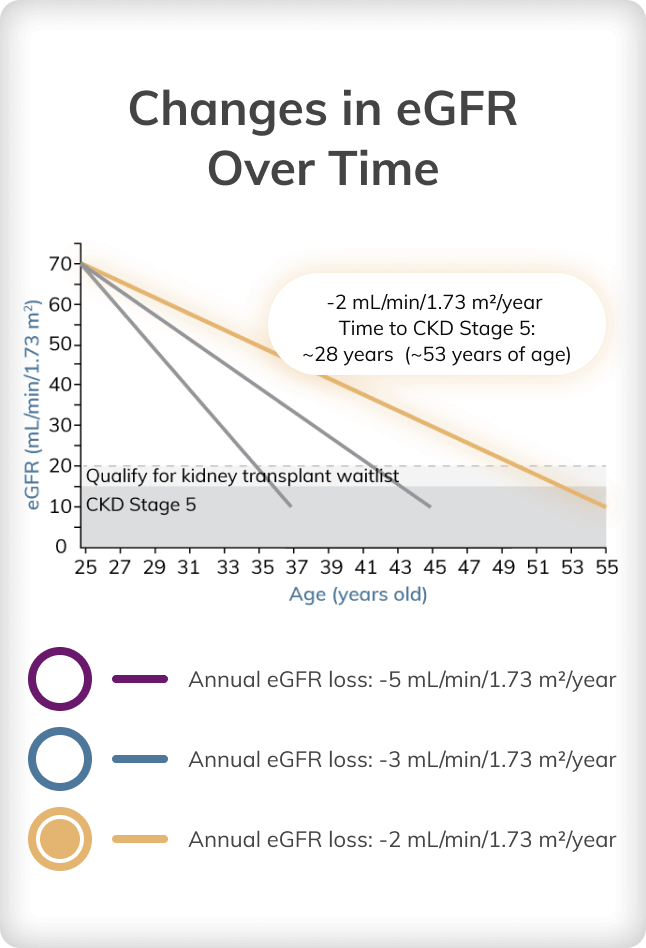 Changes in eGFR
Over Time
eGFR (mL/min/1.73 m²)
70
60
50
40
30
20
10
0
-2 mL/min/1.73 m²/year
Time to CKD Stage 5:
~28 years (~53 years of age)
Qualify for kidney transplant waitlist
CKD Stage 5
25 27 29 31 33 35 37 39 41 43 45 47 49 51 53 55
Age (years old)
Annual eGFR loss: -5 mL/min/1.73 m²/year
Annual eGFR loss: -3 mL/min/1.73 m²/year
Annual eGFR loss: -2 mL/min/1.73 m²/year